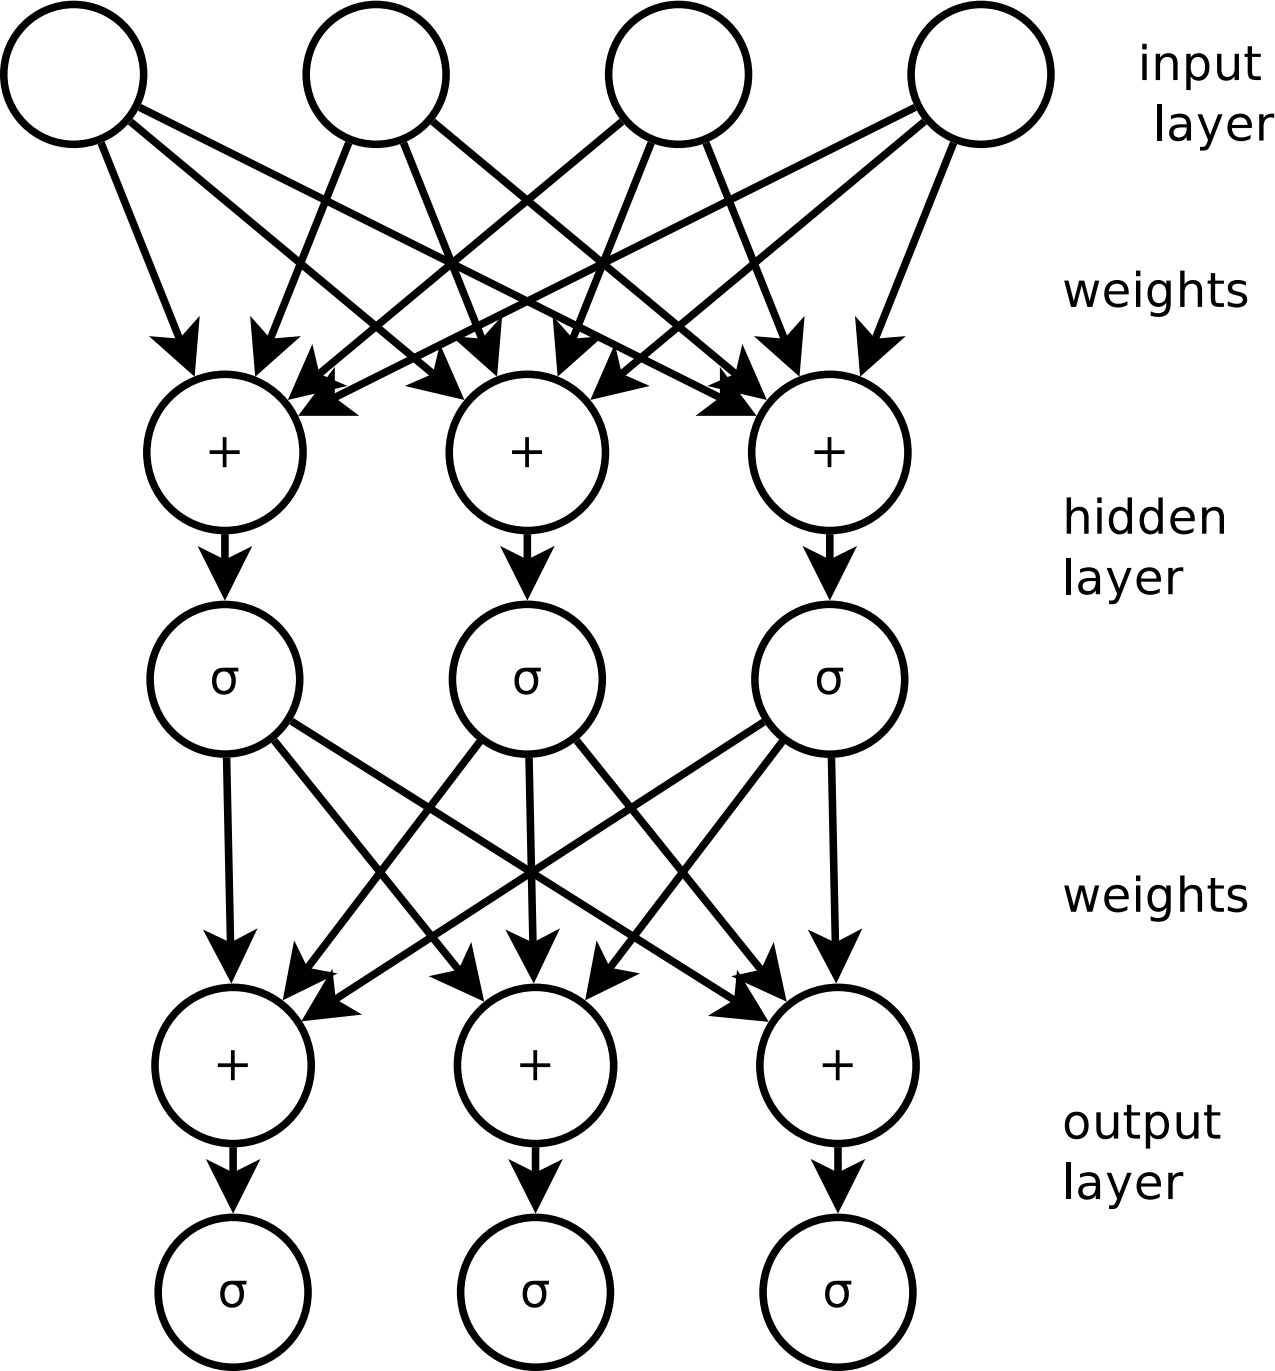 input
layer
weights
+ + +
hidden
layer
σ σ σ
weights
+ + +
output
layer
σ σ σ